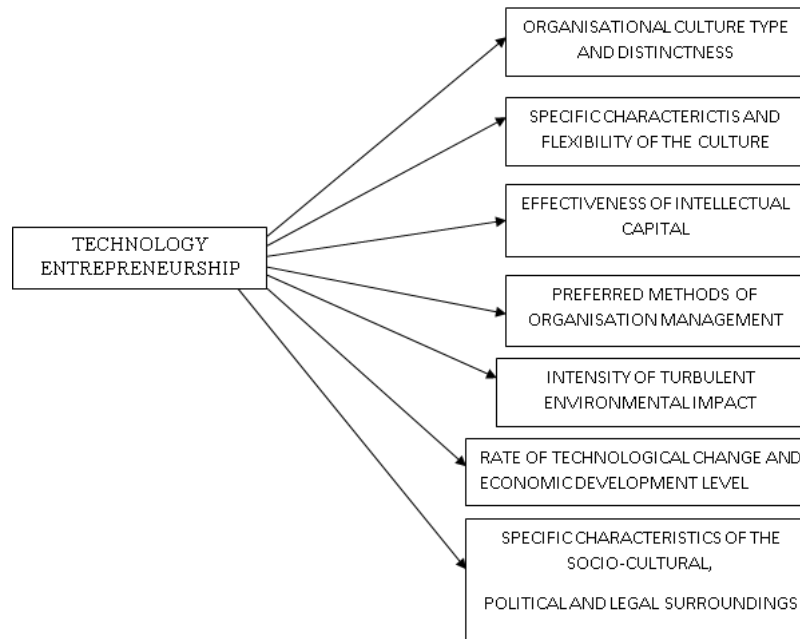 ORGANISATIONAL CULTURE TYPE
AND DISTINCTNESS
SPECIFIC CHARACTERICTIS AND
FLEXIBILITY OF THE CULTURE
EFFECTIVENESS OF INTELLECTUAL
CAPITAL
TECHNOLOGY
ENTREPRENEURSHIP
PREFERRED METHODS OF
ORGANISATION MANAGEMENT
INTENSITY OF TURBULENT
ENVIRONMENTAL IMPACT
RATE OF TECHNOLOGICAL CHANGE AND
ECONOMIC DEVELOPMENT LEVEL
SPECIFIC CHARACTERISTICS OF THE
SOCIO-CULTURAL,
POLITICAL AND LEGAL SURROUNDINGS